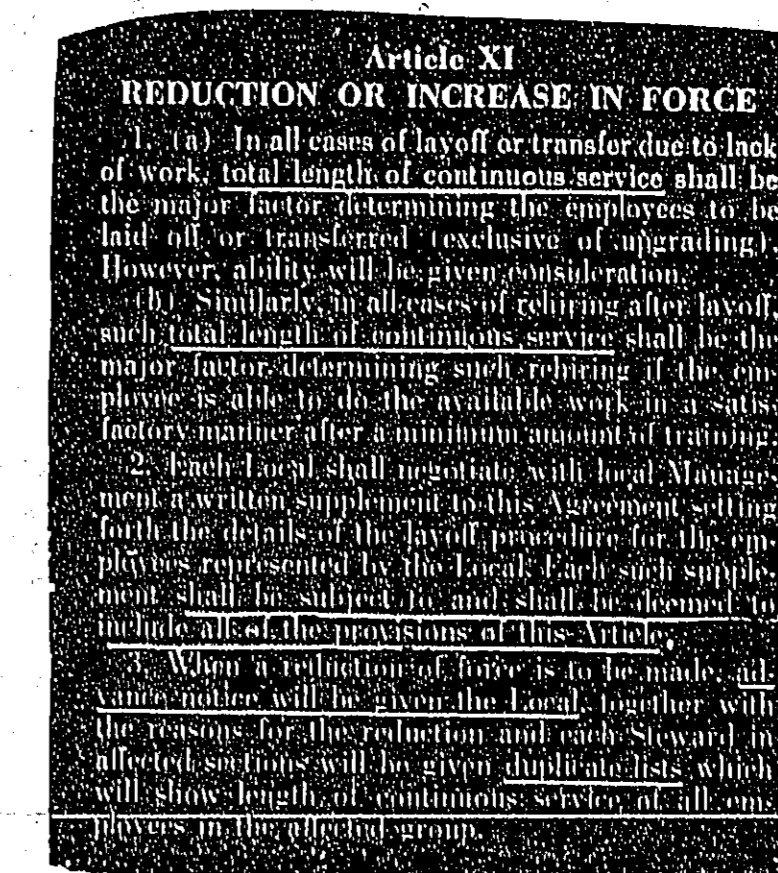 Article XI
REDUCTION OR INCREASE IN FORCE
1. (a) In all cases of layoff or transfer due to lack
of work, total length of continuous service shall be
the major factor determining the employees to be
laid off or transferred (exclusive of upgrading).
However, ability will be given consideration.
(b) Similarly, in all cases of rehiring after layoff,
such total length of continuous service shall be the
major factor determining such rehiring if the em-
ployee is able to do the available work in a satis-
factory manner after a minimum amount of training.
2. Each Local shall negotiate with local Manage-
ment a written supplement to this Agreement setting
forth the details of the layoff procedure for the em-
ployees represented by the Local. Each such supple-
ment shall be subject to and shall be deemed to
include all of the provisions of this Article.
3. When a reduction of force is to be made, ad-
vance notice will be given the Local, together with
the reasons for the reduction and each Steward in
affected sections will be given duplicate lists which
will show length of continuous service of all em-
ployees in the affected group.